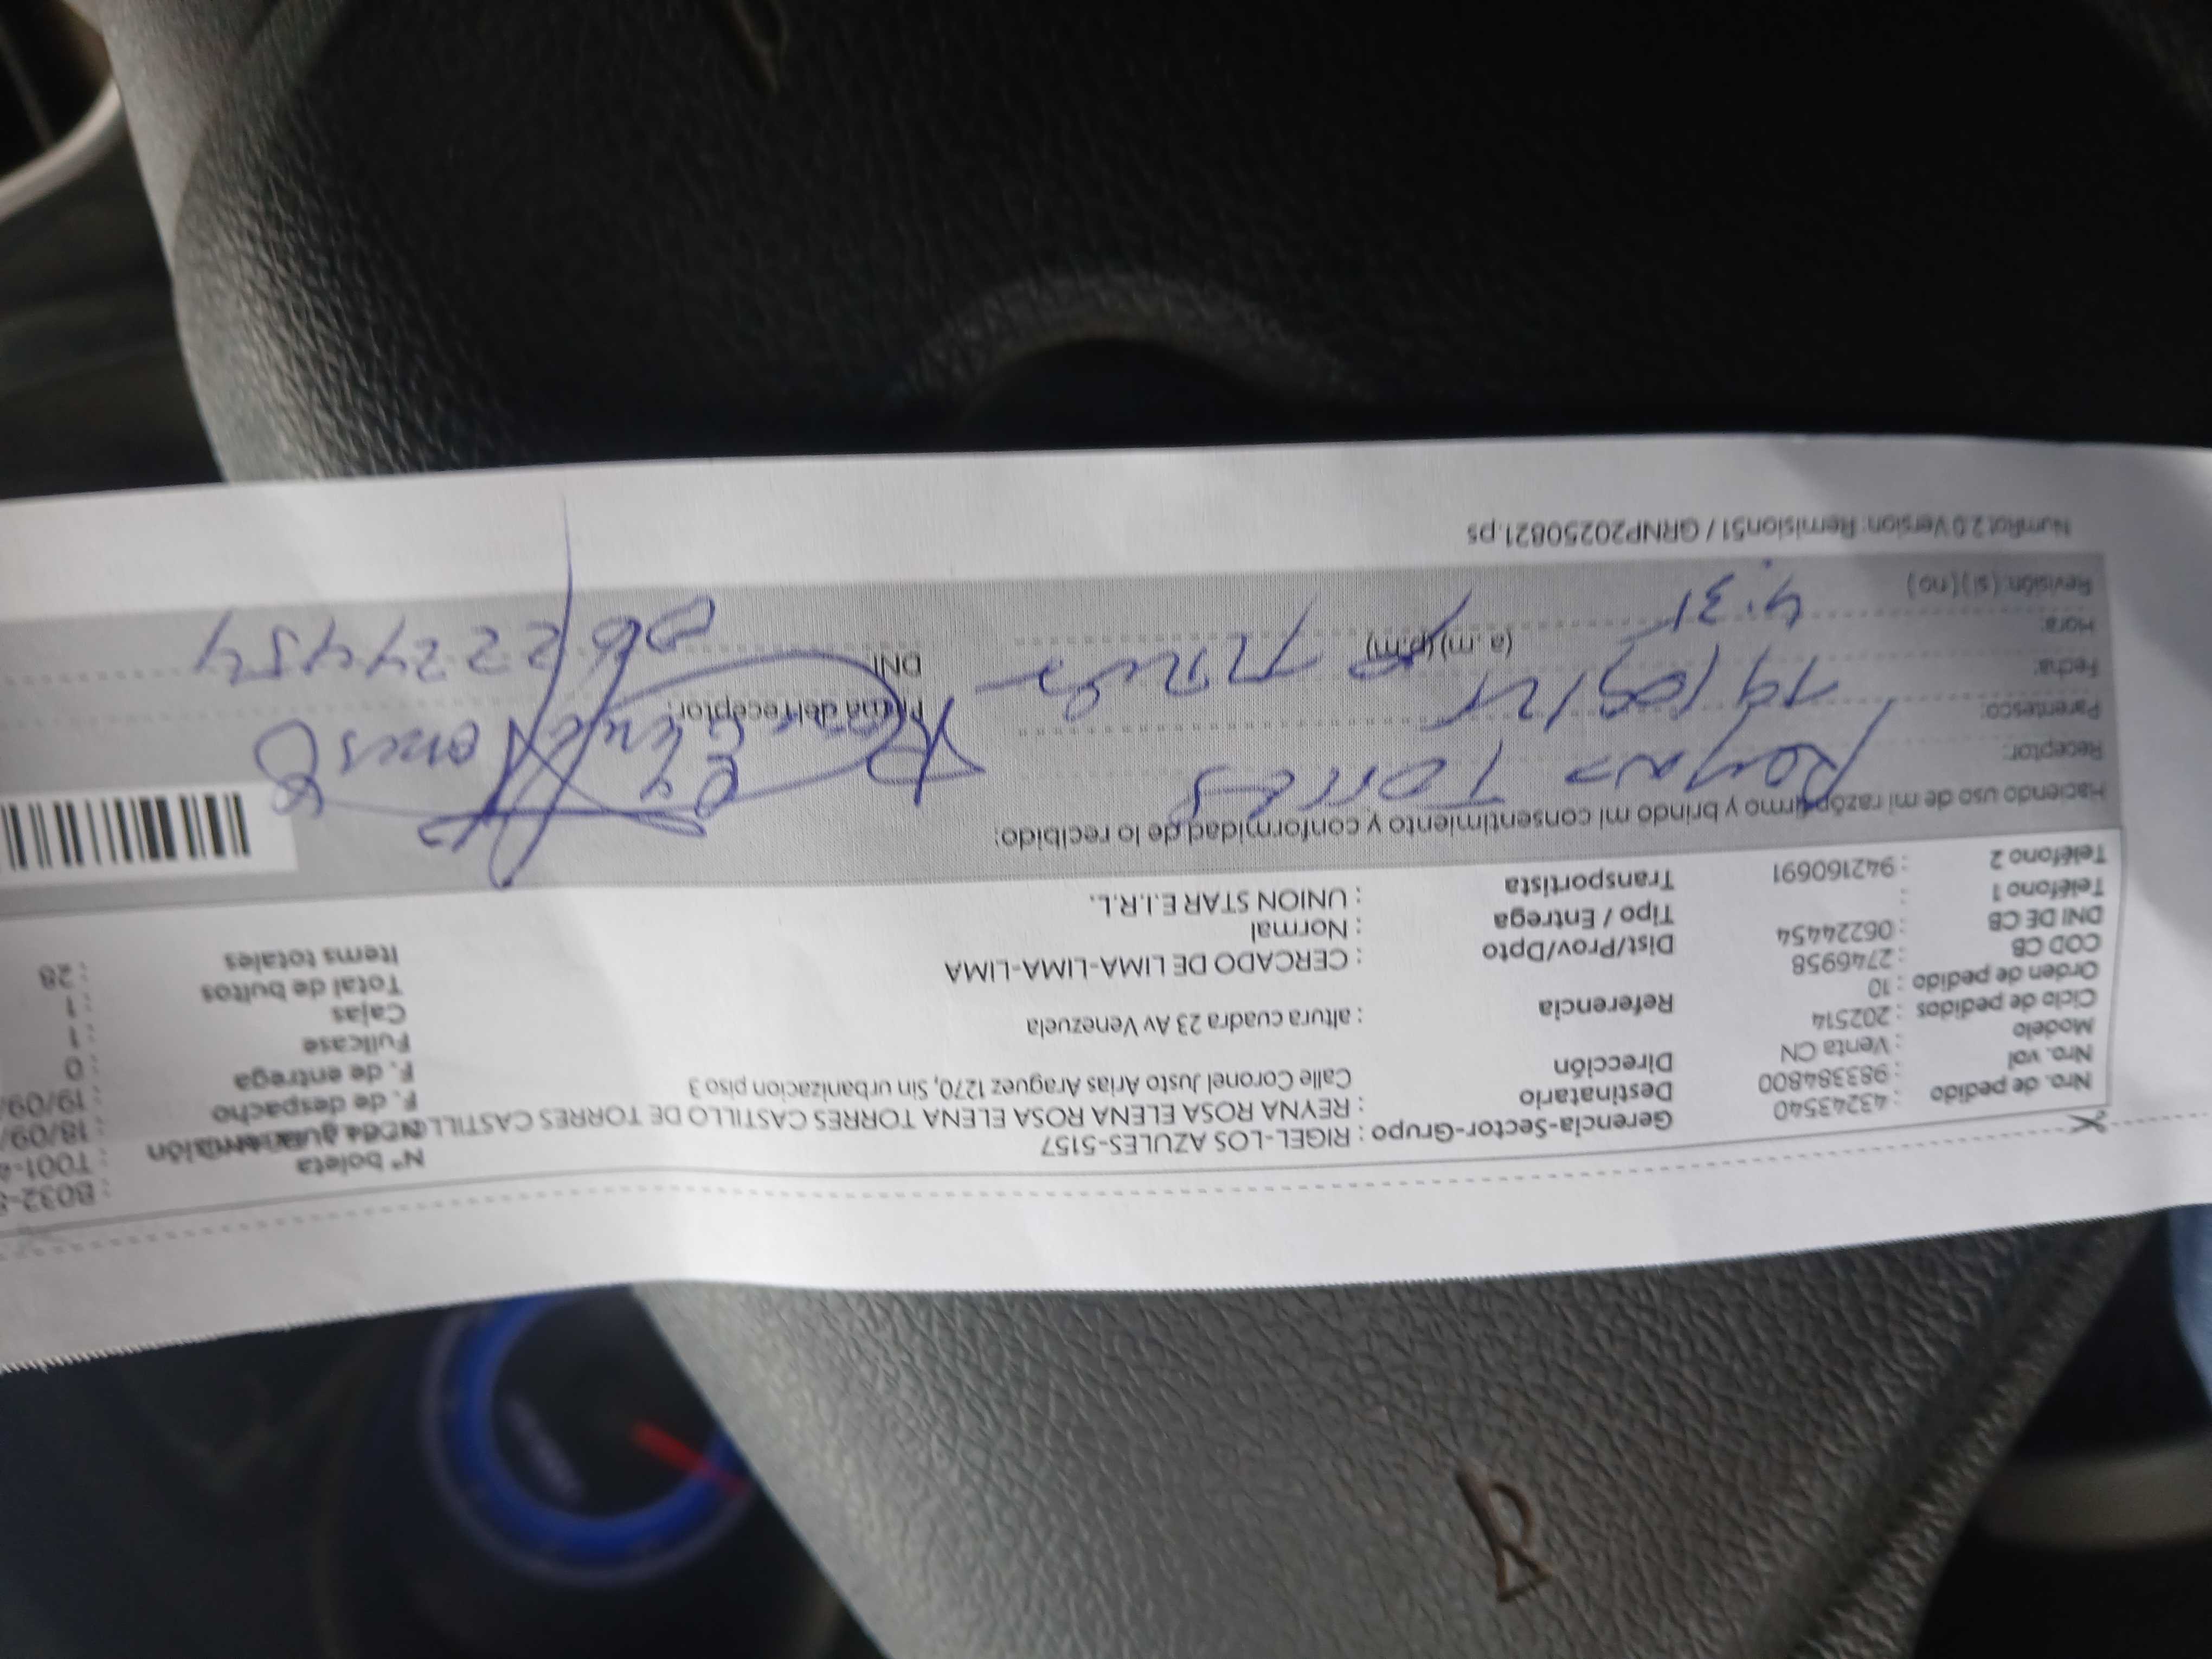 Gerencia-Sector-Grupo : RIGEL-LOS AZULES-5157
Nº boleta : B032-
: T001-
Nro. de pedido : 43243540
Destinatario : REYNA ROSA ELENA ROSA ELENA TORRES CASTILLO DE TORRES CASTILL
F. de despacho : 18/09/
Nro. vol : 983384800
Dirección Calle Coronel Justo Arias Araguez 1270, Sin urbanizacion piso 3
F. de entrega : 19/09/
Modelo : Venta CN
Fullcase : 0
Ciclo de pedidos : 202514
Referencia : altura cuadra 23 Av Venezuela
Cajas : 1
Orden de pedido : 10
Total de bultos : 1
COD CB : 2746958
Dist/Prov/Dpto : CERCADO DE LIMA-LIMA-LIMA
Items totales : 28
DNI DE CB : 06224454
Tipo / Entrega : Normal
Teléfono 1 :
Transportista : UNION STAR E.I.R.L.
Teléfono 2 : 942160691
Haciendo uso de mi razón firmo y brindo mi consentimiento y conformidad de lo recibido:
Receptor: Torres
Parentesco:
Firma del receptor:
Fecha: 19/09/25
DNI 06224454
Hora: 4:31 (a.m) (p.m)
Revisión: (si) (no)
NumRot 2.0 Version: Remision51 / GRNP20250821.ps